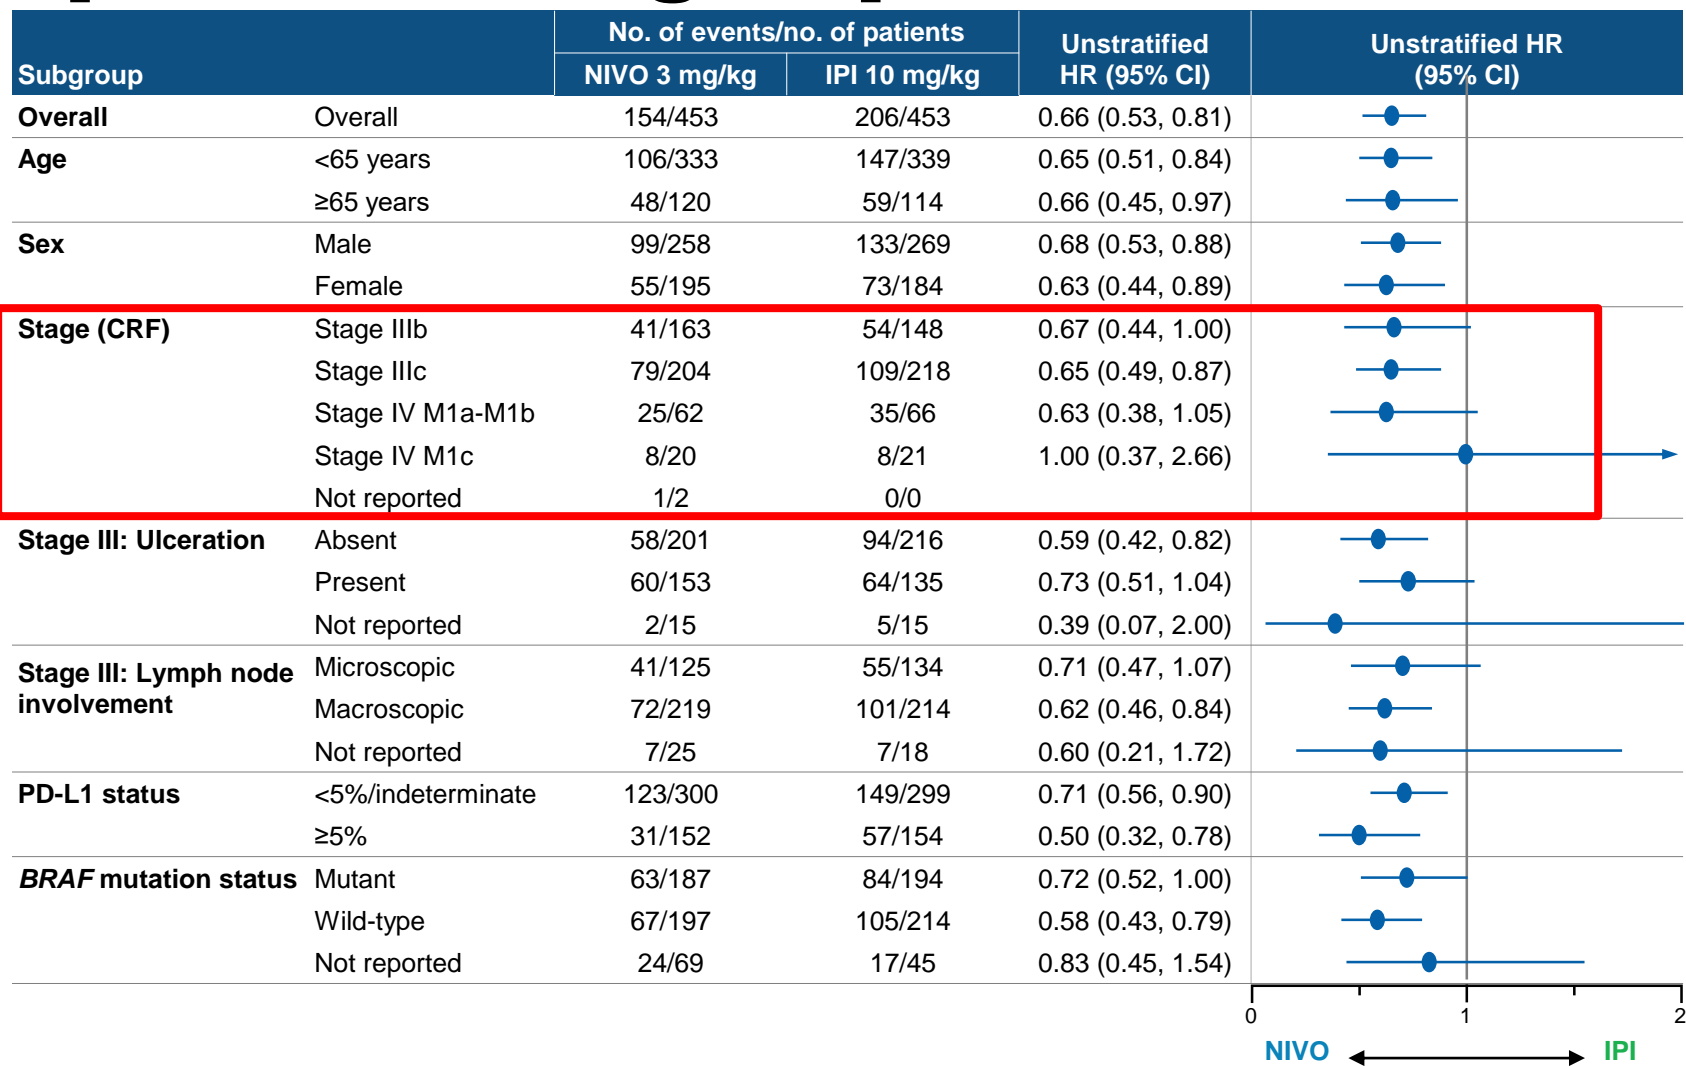 No. of events/no. of patients
Unstratified HR (95% CI)
Unstratified HR (95% CI)
Subgroup NIVO 3 mg/kg IPI 10 mg/kg
Overall Overall 154/453 206/453 0.66 (0.53, 0.81)
Age <65 years 106/333 147/339 0.65 (0.51, 0.84)
≥65 years 48/120 59/114 0.66 (0.45, 0.97)
Sex Male 99/258 133/269 0.68 (0.53, 0.88)
Female 55/195 73/184 0.63 (0.44, 0.89)
Stage (CRF) Stage IIIb 41/163 54/148 0.67 (0.44, 1.00)
Stage IIIc 79/204 109/218 0.65 (0.49, 0.87)
Stage IV M1a-M1b 25/62 35/66 0.63 (0.38, 1.05)
Stage IV M1c 8/20 8/21 1.00 (0.37, 2.66)
Not reported 1/2 0/0
Stage III: Ulceration Absent 58/201 94/216 0.59 (0.42, 0.82)
Present 60/153 64/135 0.73 (0.51, 1.04)
Not reported 2/15 5/15 0.39 (0.07, 2.00)
Stage III: Lymph node involvement Microscopic 41/125 55/134 0.71 (0.47, 1.07)
Macroscopic 72/219 101/214 0.62 (0.46, 0.84)
Not reported 7/25 7/18 0.60 (0.21, 1.72)
PD-L1 status <5%/indeterminate 123/300 149/299 0.71 (0.56, 0.90)
≥5% 31/152 57/154 0.50 (0.32, 0.78)
BRAF mutation status Mutant 63/187 84/194 0.72 (0.52, 1.00)
Wild-type 67/197 105/214 0.58 (0.43, 0.79)
Not reported 24/69 17/45 0.83 (0.45, 1.54)
0 1 2
NIVO IPI